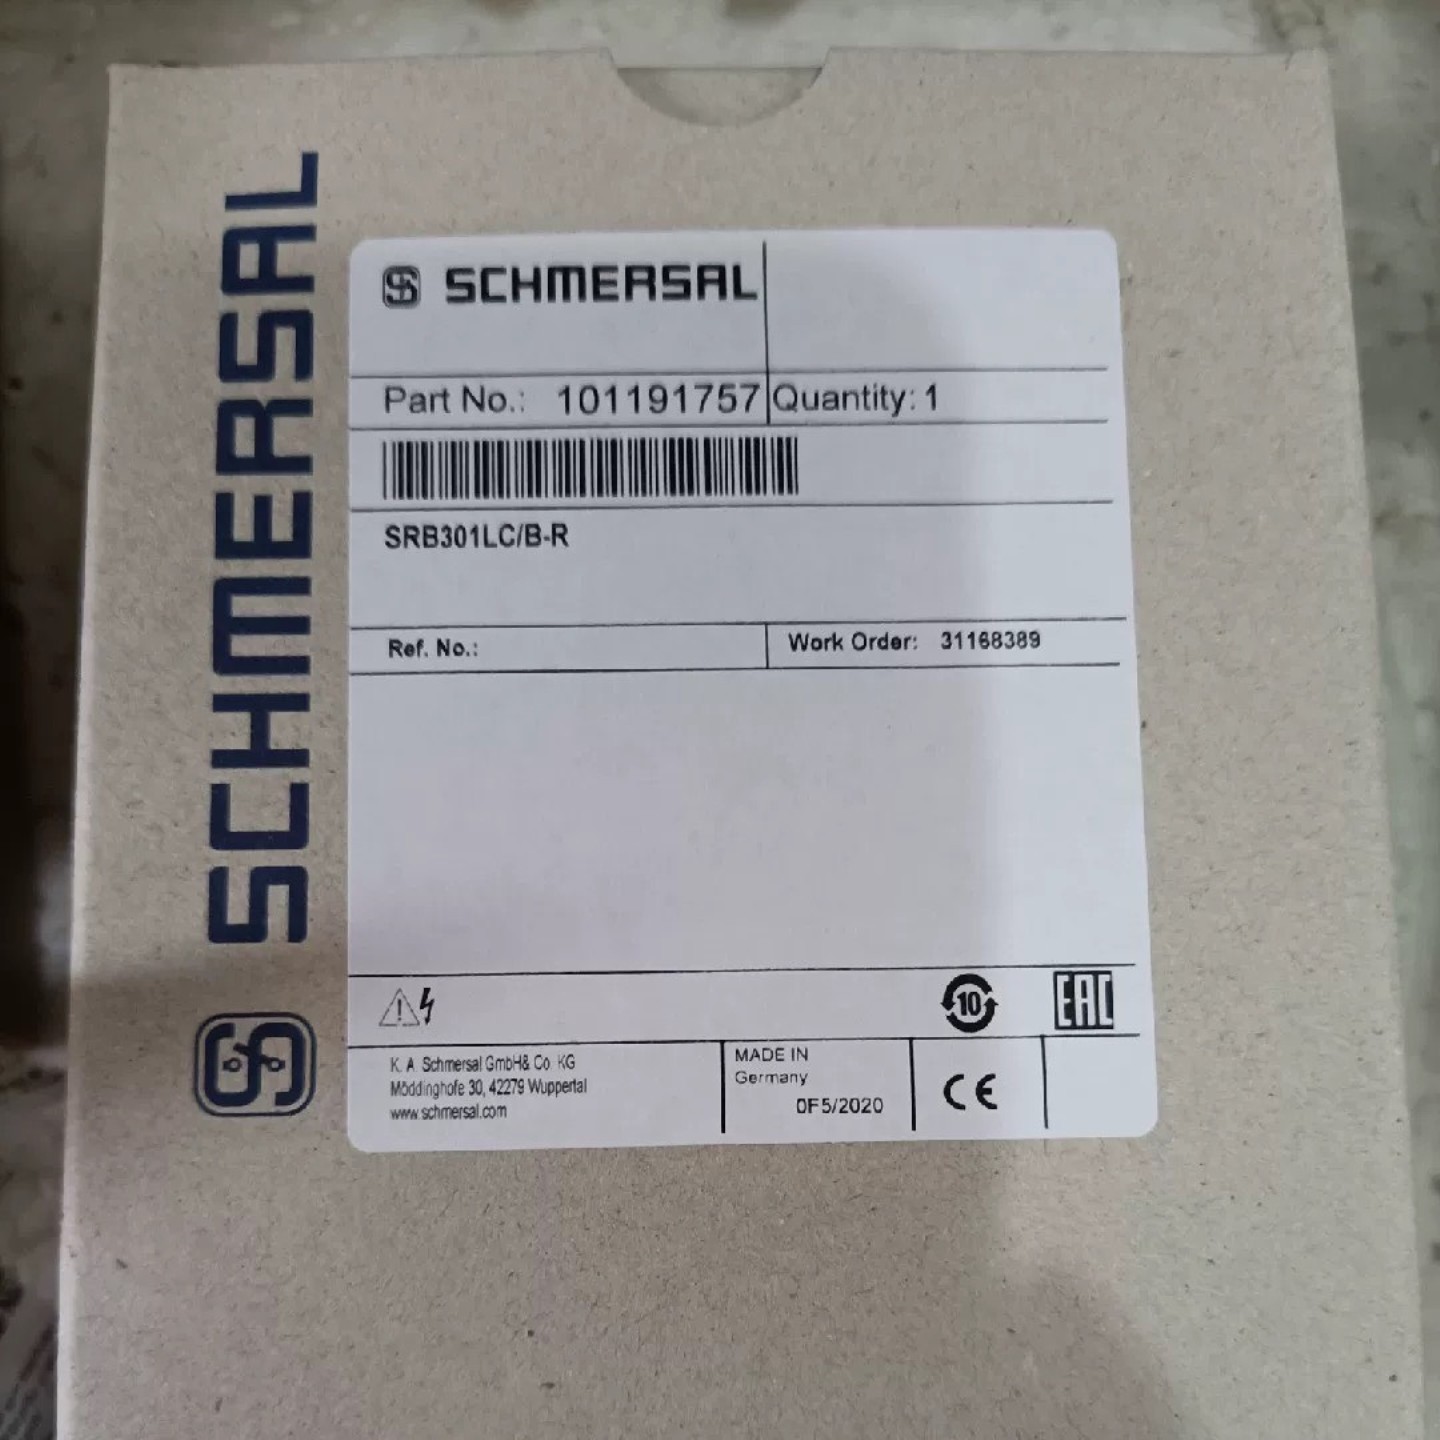 SCHMERSAL
SCHMERSAL
Part No.: 101191757 Quantity: 1
SRB301LC/B-R
Ref. No.: Work Order: 31168389
10 EAC
K. A. Schmersal GmbH& Co. KG
Möddinghofe 30, 42279 Wuppertal
www.schmersal.com
MADE IN
Germany
0F5/2020
CE